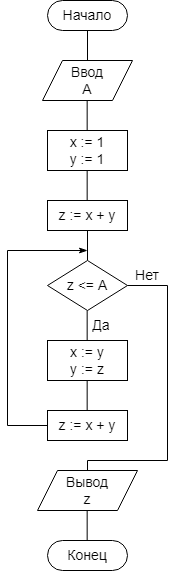 Начало
Ввод
A
x := 1
y := 1
z := x + y
z <= A
Нет
Да
x := y
y := z
z := x + y
Вывод
z
Конец